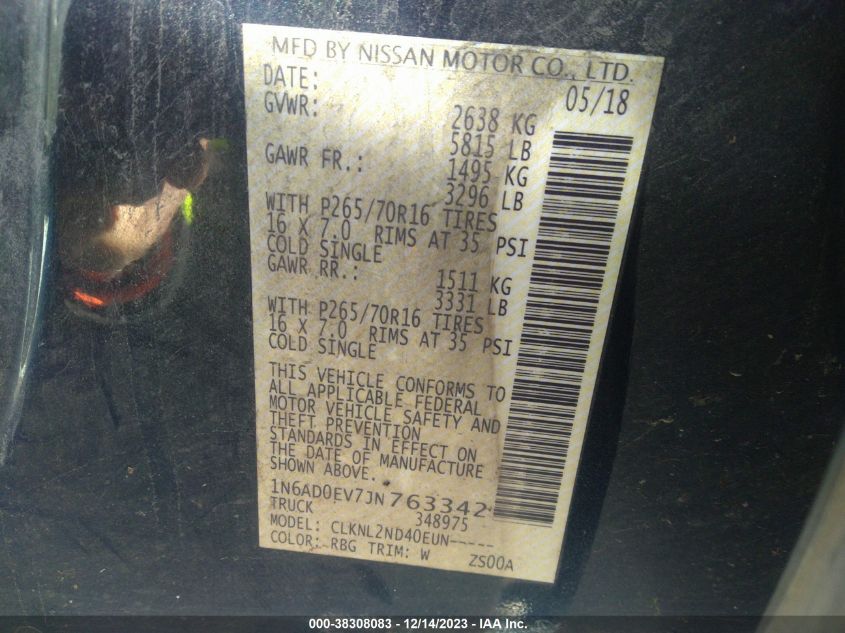 MFD BY NISSAN MOTOR CO., LTD.
DATE: 05/18
GVWR: 2638 KG
5815 LB
GAWR FR.: 1495 KG
3296 LB
WITH P265/70R16 TIRES
16 X 7.0 RIMS AT 35 PSI
COLD SINGLE
GAWR RR.: 1511 KG
3331 LB
WITH P265/70R16 TIRES
16 X 7.0 RIMS AT 35 PSI
COLD SINGLE
THIS VEHICLE CONFORMS TO
ALL APPLICABLE FEDERAL
MOTOR VEHICLE SAFETY AND
THEFT PREVENTION
STANDARDS IN EFFECT ON
THE DATE OF MANUFACTURE
SHOWN ABOVE.
1N6AD0EV7JN763342
TRUCK 348975
MODEL: CLKNL2ND40EUN-----
COLOR: RBG TRIM: W ZS00A
000-38308083 - 12/14/2023 - IAA Inc.